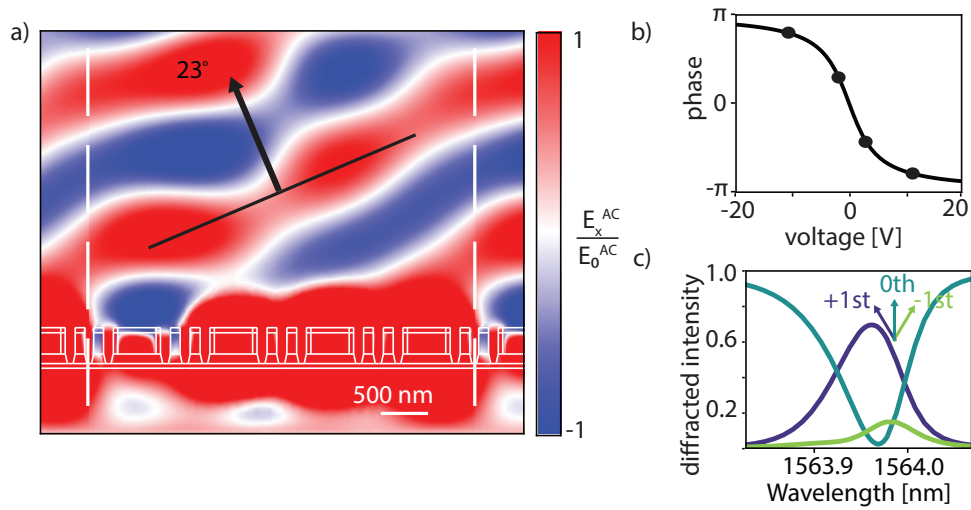 a)
23°
500 nm
1
E_x^AC
E_0^AC
-1
b)
phase
π
0
-π
-20
0
20
voltage [V]
c)
diffracted intensity
1.0
0.6
0.2
+1st
0th
-1st
1563.9
1564.0
Wavelength [nm]